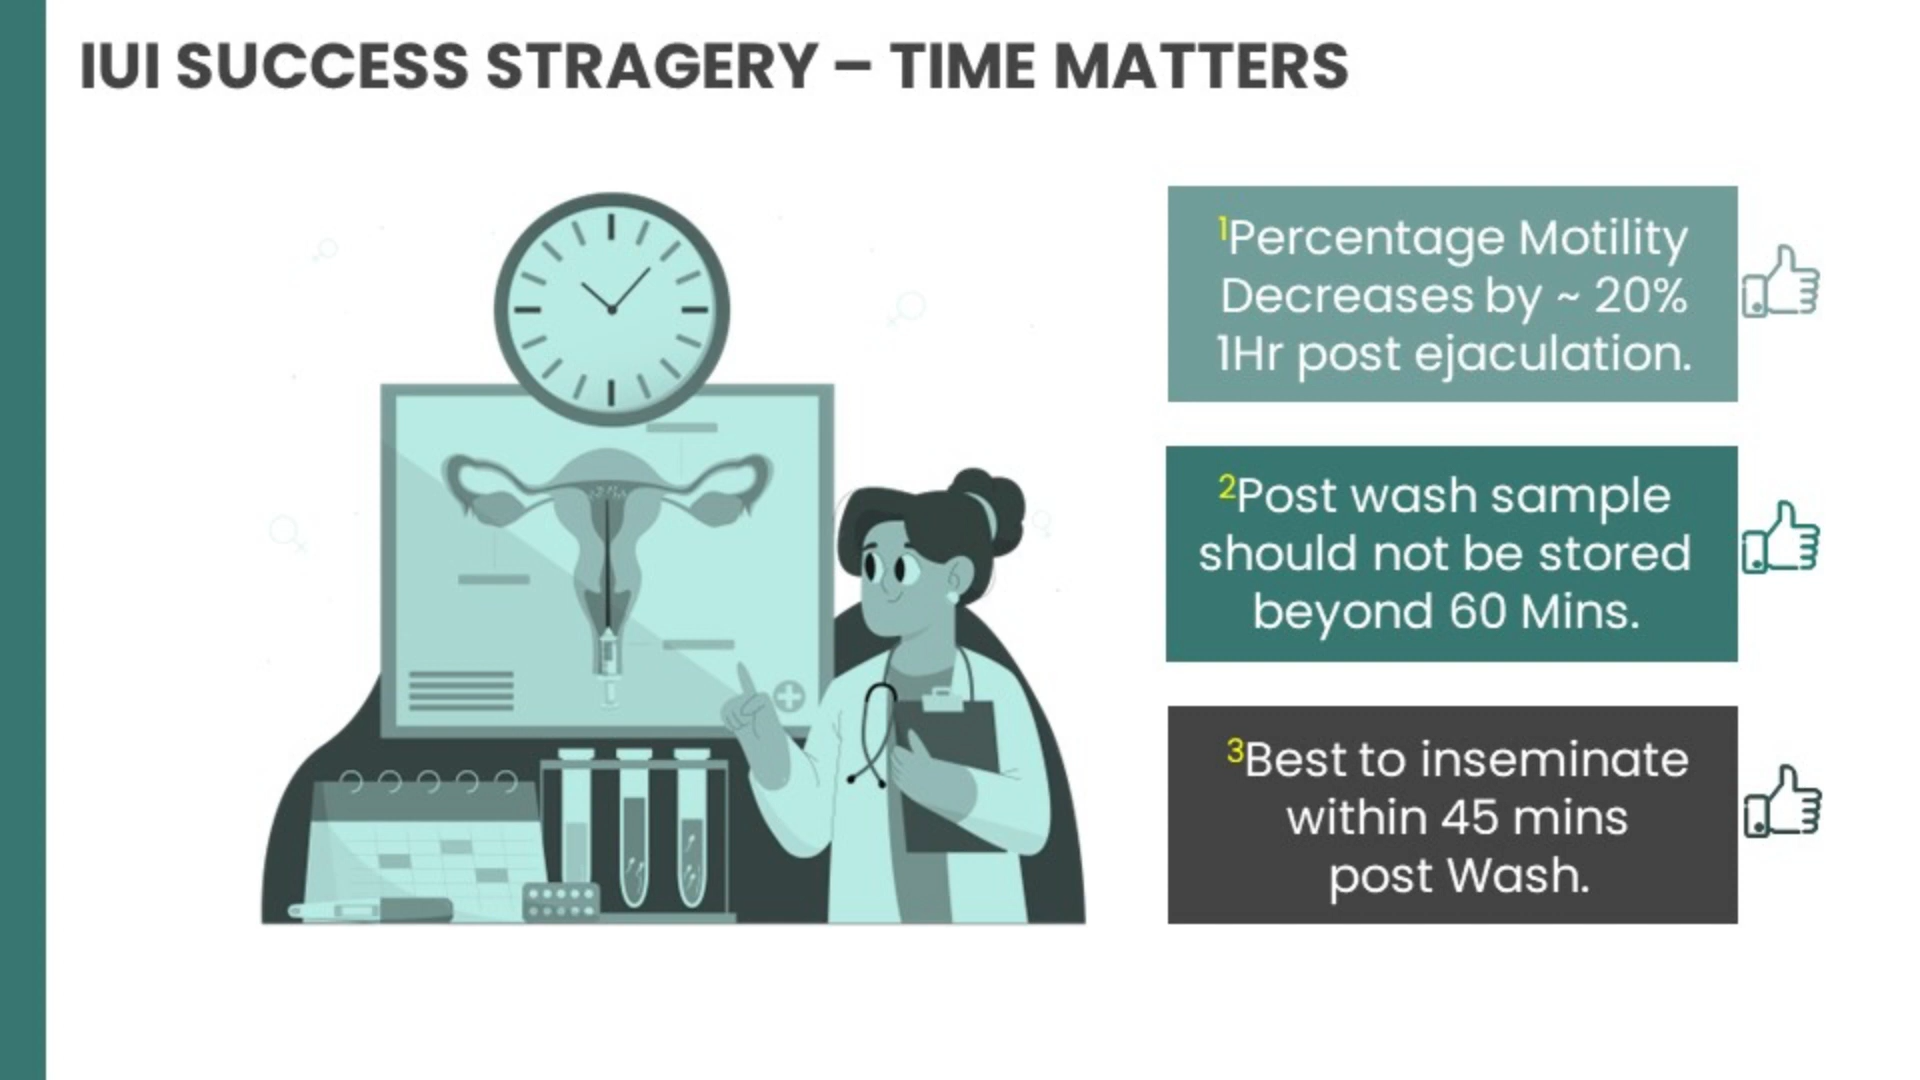 IUI SUCCESS STRAGERY – TIME MATTERS
¹Percentage Motility
Decreases by ~ 20%
1Hr post ejaculation.
²Post wash sample
should not be stored
beyond 60 Mins.
³Best to inseminate
within 45 mins
post Wash.